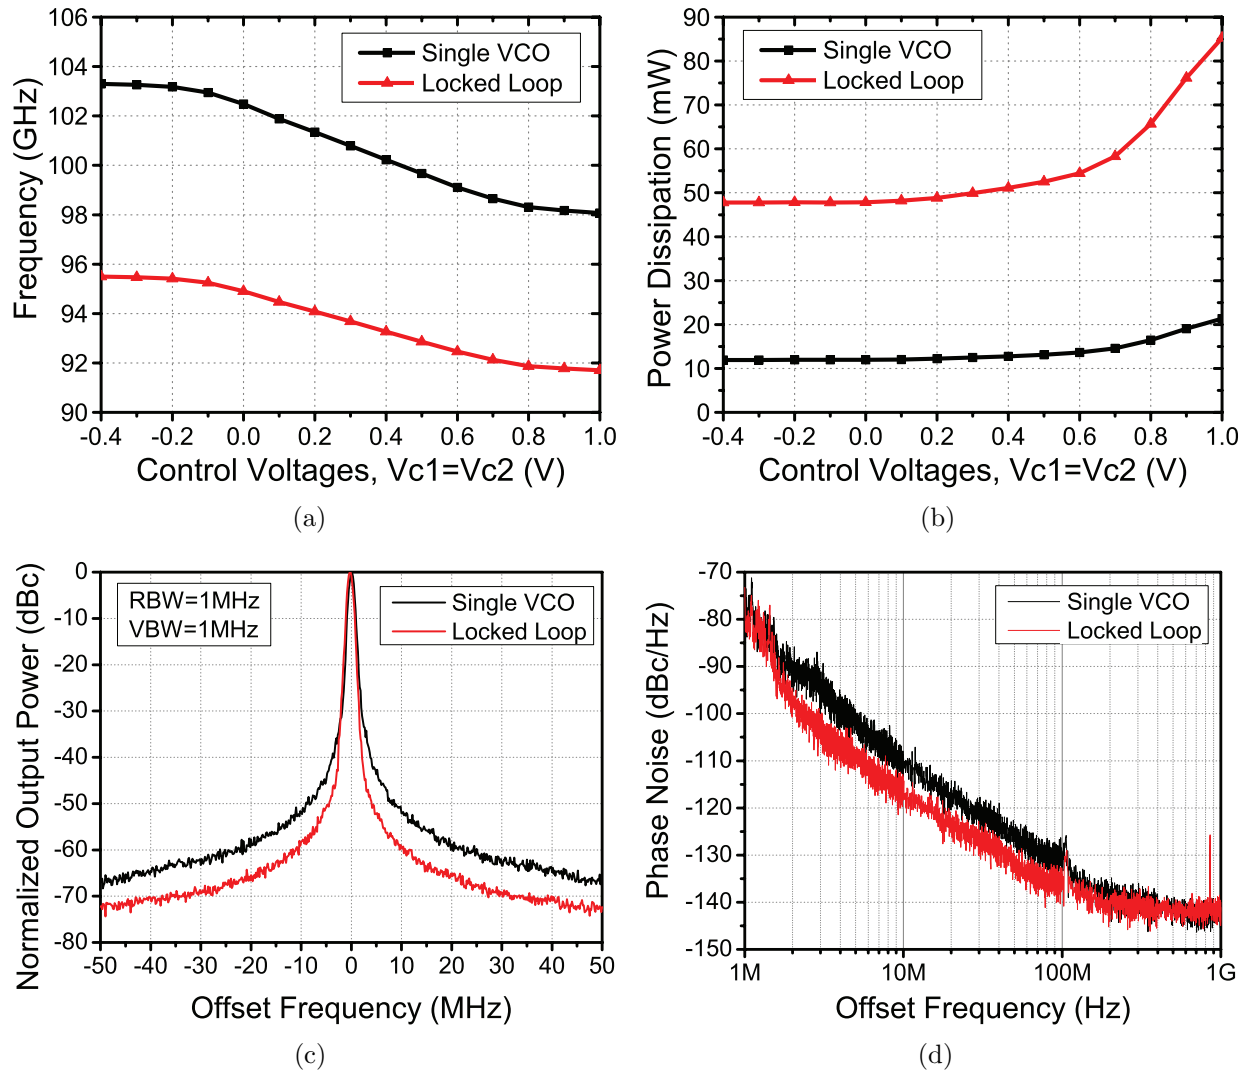 106
104
102
100
98
96
94
92
90
Frequency (GHz)
Single VCO
Locked Loop
-0.4 -0.2 0.0 0.2 0.4 0.6 0.8 1.0
Control Voltages, Vc1=Vc2 (V)
(a)
90
80
70
60
50
40
30
20
10
0
Power Dissipation (mW)
Single VCO
Locked Loop
-0.4 -0.2 0.0 0.2 0.4 0.6 0.8 1.0
Control Voltages, Vc1=Vc2 (V)
(b)
0
-10
-20
-30
-40
-50
-60
-70
-80
Normalized Output Power (dBc)
RBW=1MHz
VBW=1MHz
Single VCO
Locked Loop
-50 -40 -30 -20 -10 0 10 20 30 40 50
Offset Frequency (MHz)
(c)
-70
-80
-90
-100
-110
-120
-130
-140
-150
Phase Noise (dBc/Hz)
Single VCO
Locked Loop
1M 10M 100M 1G
Offset Frequency (Hz)
(d)